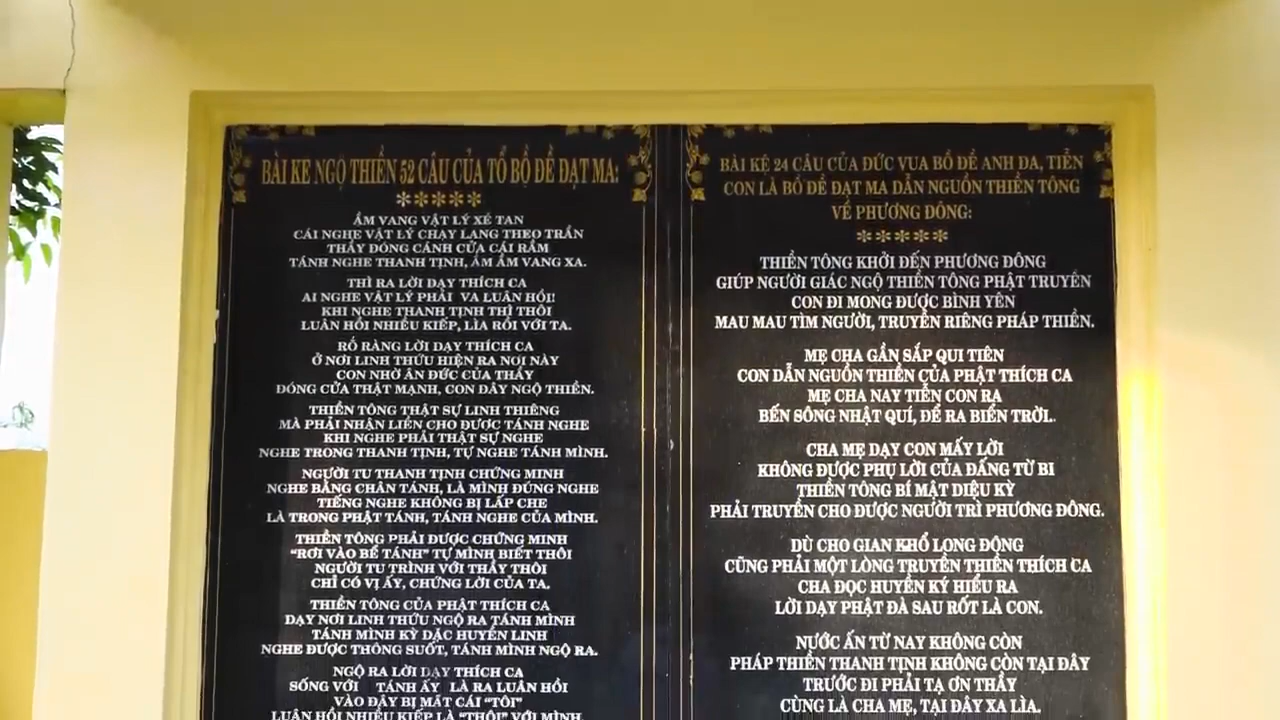 BÀI KỆ NGỘ THIỀN 52 CÂU CỦA TỔ BỒ ĐỀ ĐẠT MA:
*****
ẦM VANG VẬT LÝ XÉ TAN
CÁI NGHE VẬT LÝ CHẠY LANG THEO TRẦN
THẦY ĐÓNG CÁNH CỬA CÁI RẦM
TÁNH NGHE THANH TỊNH, ẦM ẦM VANG XA.
THÌ RA LỜI DẠY THÍCH CA
AI NGHE VẬT LÝ PHẢI VA LUÂN HỒI!
KHI NGHE THANH TỊNH THÌ THÔI
LUÂN HỒI NHIỀU KIẾP, LÌA RỒI VỚI TA.
RÕ RÀNG LỜI DẠY THÍCH CA
Ở NƠI LINH THỨU HIỆN RA NƠI NÀY
CON NHỜ ÂN ĐỨC CỦA THẦY
ĐÓNG CỬA THẬT MẠNH, CON ĐÂY NGỘ THIỀN.
THIỀN TÔNG THẬT SỰ LINH THIÊNG
MÀ PHẢI NHẬN LIỀN CHO ĐƯỢC TÁNH NGHE
KHI NGHE PHẢI THẬT SỰ NGHE
NGHE TRONG THANH TỊNH, TỰ NGHE TÁNH MÌNH.
NGƯỜI TU THANH TỊNH CHỨNG MINH
NGHE BẰNG CHÂN TÁNH, LÀ MÌNH ĐÚNG NGHE
TIẾNG NGHE KHÔNG BỊ LẤP CHE
LÀ TRONG PHẬT TÁNH, TÁNH NGHE CỦA MÌNH.
THIỀN TÔNG PHẢI ĐƯỢC CHỨNG MINH
"RƠI VÀO BỂ TÁNH" TỰ MÌNH BIẾT THÔI
NGƯỜI TU TRÌNH VỚI THẦY THÔI
CHỈ CÓ VỊ ẤY, CHỨNG LỜI CỦA TA.
THIỀN TÔNG CỦA PHẬT THÍCH CA
DẠY NƠI LINH THỨU NGỘ RA TÁNH MÌNH
TÁNH MÌNH KỲ ĐẶC HUYỀN LINH
NGHE ĐƯỢC THÔNG SUỐT, TÁNH MÌNH NGỘ RA.
NGỘ RA LỜI DẠY THÍCH CA
SỐNG VỚI TÁNH ẤY LÀ RA LUÂN HỒI
VÀO ĐÂY BỊ MẤT CÁI "TÔI"
LUÂN HỒI NHIỀU KIẾP LÀ "THÔI" VỚI MÌNH.
BÀI KỆ 24 CÂU CỦA ĐỨC VUA BỒ ĐỀ ANH ĐA, TIỄN
CON LÀ BỒ ĐỀ ĐẠT MA DẪN NGUỒN THIỀN TÔNG
VỀ PHƯƠNG ĐÔNG:
*****
THIỀN TÔNG KHỞI ĐẾN PHƯƠNG ĐÔNG
GIÚP NGƯỜI GIÁC NGỘ THIỀN TÔNG PHẬT TRUYỀN
CON ĐI MONG ĐƯỢC BÌNH YÊN
MAU MAU TÌM NGƯỜI, TRUYỀN RIÊNG PHÁP THIỀN.
MẸ CHA GẦN SẮP QUI TIÊN
CON DẪN NGUỒN THIỀN CỦA PHẬT THÍCH CA
MẸ CHA NAY TIỄN CON RA
BẾN SÔNG NHẬT QUÍ, ĐỂ RA BIỂN TRỜI.
CHA MẸ DẠY CON MẤY LỜI
KHÔNG ĐƯỢC PHỤ LỜI CỦA ĐẤNG TỪ BI
THIỀN TÔNG BÍ MẬT DIỆU KỲ
PHẢI TRUYỀN CHO ĐƯỢC NGƯỜI TRÌ PHƯƠNG ĐÔNG.
DÙ CHO GIAN KHỔ LONG ĐỘNG
CŨNG PHẢI MỘT LÒNG TRUYỀN THIỀN THÍCH CA
CHA ĐỌC HUYỀN KÝ HIỂU RA
LỜI DẠY PHẬT ĐÀ SAU RỐT LÀ CON.
NƯỚC ẤN TỪ NAY KHÔNG CÒN
PHÁP THIỀN THANH TỊNH KHÔNG CÒN TẠI ĐÂY
TRƯỚC ĐI PHẢI TẠ ƠN THẦY
CÙNG LÀ CHA MẸ, TẠI ĐÂY XA LÌA.